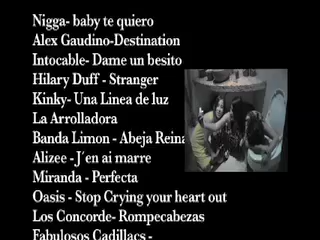 Nigga- baby te quiero
Alex Gaudino-Destination
Intocable- Dame un besito
Hilary Duff - Stranger
Kinky- Una Linea de luz
La Arrolladora
Banda Limon - Abeja Reina
Alizee - J´en ai marre
Miranda - Perfecta
Oasis - Stop Crying your heart out
Los Concorde- Rompecabezas
Fabulosos Cadillacs -